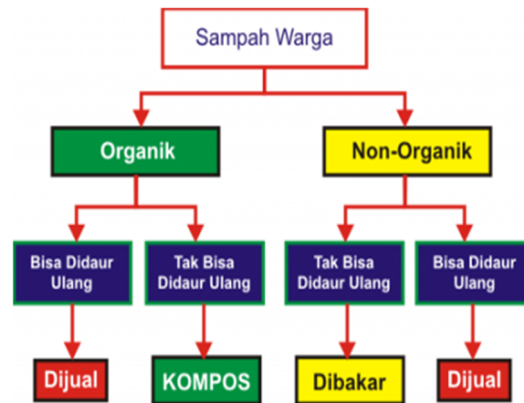 Sampah Warga
Organik
Non-Organik
Bisa Didaur
Ulang
Tak Bisa
Didaur Ulang
Tak Bisa
Didaur Ulang
Bisa Didaur
Ulang
Dijual
KOMPOS
Dibakar
Dijual